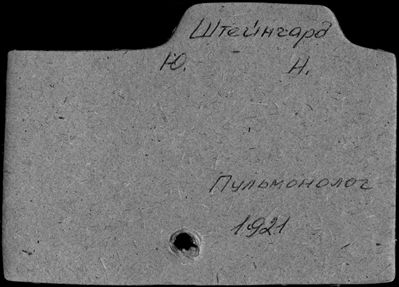 Штейнгард
Ю. Н.
Пульмонолог
1921